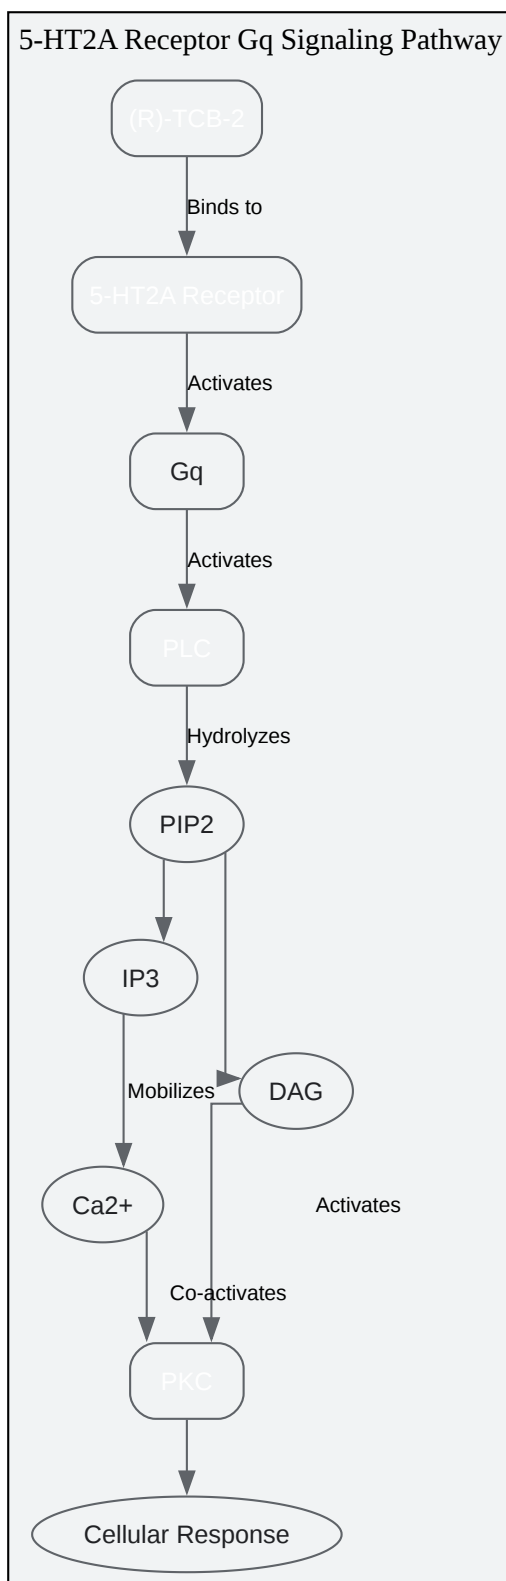 5-HT2A Receptor Gq Signaling Pathway
(R)-TCB-2
Binds to
5-HT2A Receptor
Activates
Gq
Activates
PLC
Hydrolyzes
PIP2
IP3
Mobilizes
DAG
Ca2+
Activates
Co-activates
PKC
Cellular Response